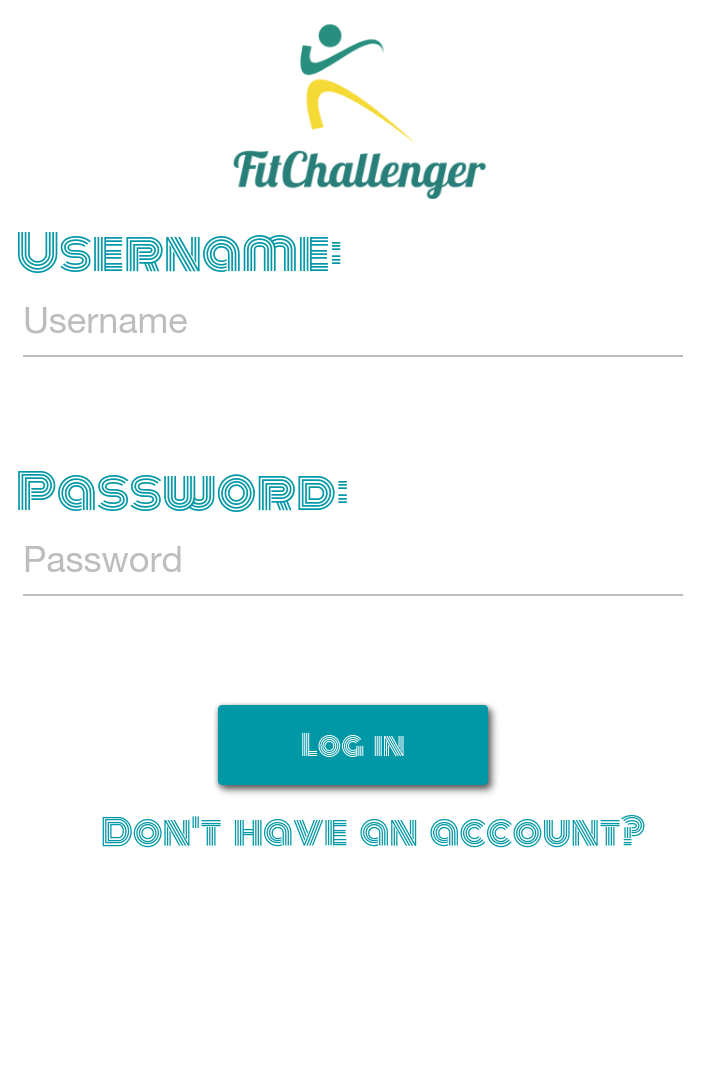 FitChallenger
Username:
Username
Password:
Password
Log in
Don't have an account?